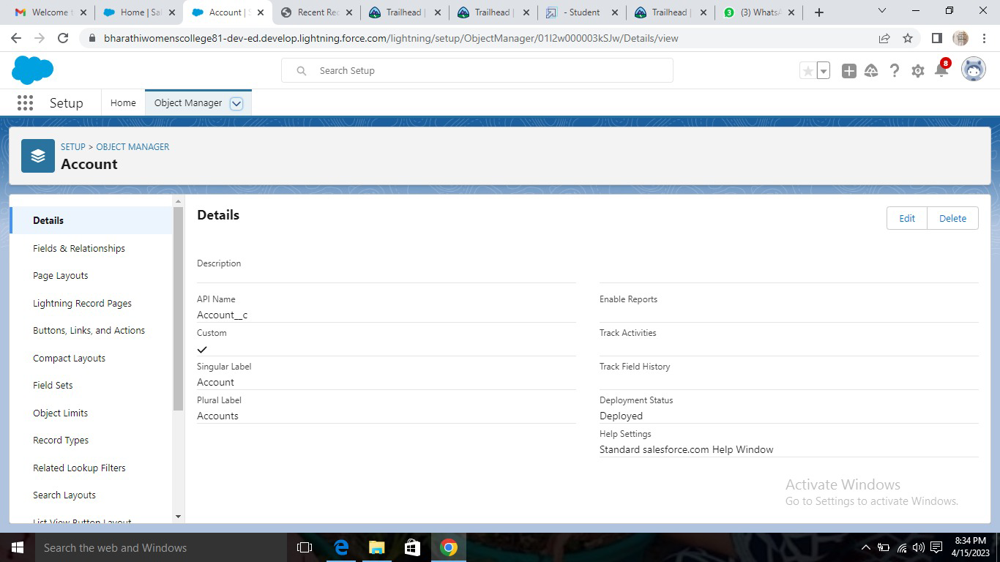 Welcome t
Home | Sal
Account | S
Recent Rec
Trailhead |
Trailhead |
- Student
Trailhead |
(3) WhatsA
bharathiwomenscollege81-dev-ed.develop.lightning.force.com/lightning/setup/ObjectManager/01I2w000003kSJw/Details/view
Search Setup
8
Setup
Home
Object Manager
SETUP > OBJECT MANAGER
Account
Details
Fields & Relationships
Page Layouts
Lightning Record Pages
Buttons, Links, and Actions
Compact Layouts
Field Sets
Object Limits
Record Types
Related Lookup Filters
Search Layouts
List View Button Layout
Details
Edit
Delete
Description
API Name
Account__c
Custom
Singular Label
Account
Plural Label
Accounts
Enable Reports
Track Activities
Track Field History
Deployment Status
Deployed
Help Settings
Standard salesforce.com Help Window
Activate Windows
Go to Settings to activate Windows.
Search the web and Windows
8:34 PM
4/15/2023